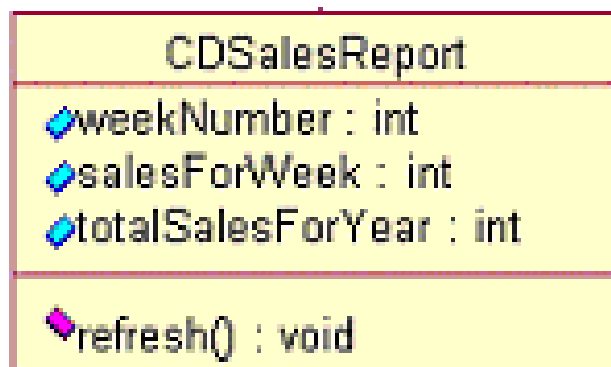 CDSalesReport
weekNumber : int
salesForWeek : int
totalSalesForYear : int
refresh() : void